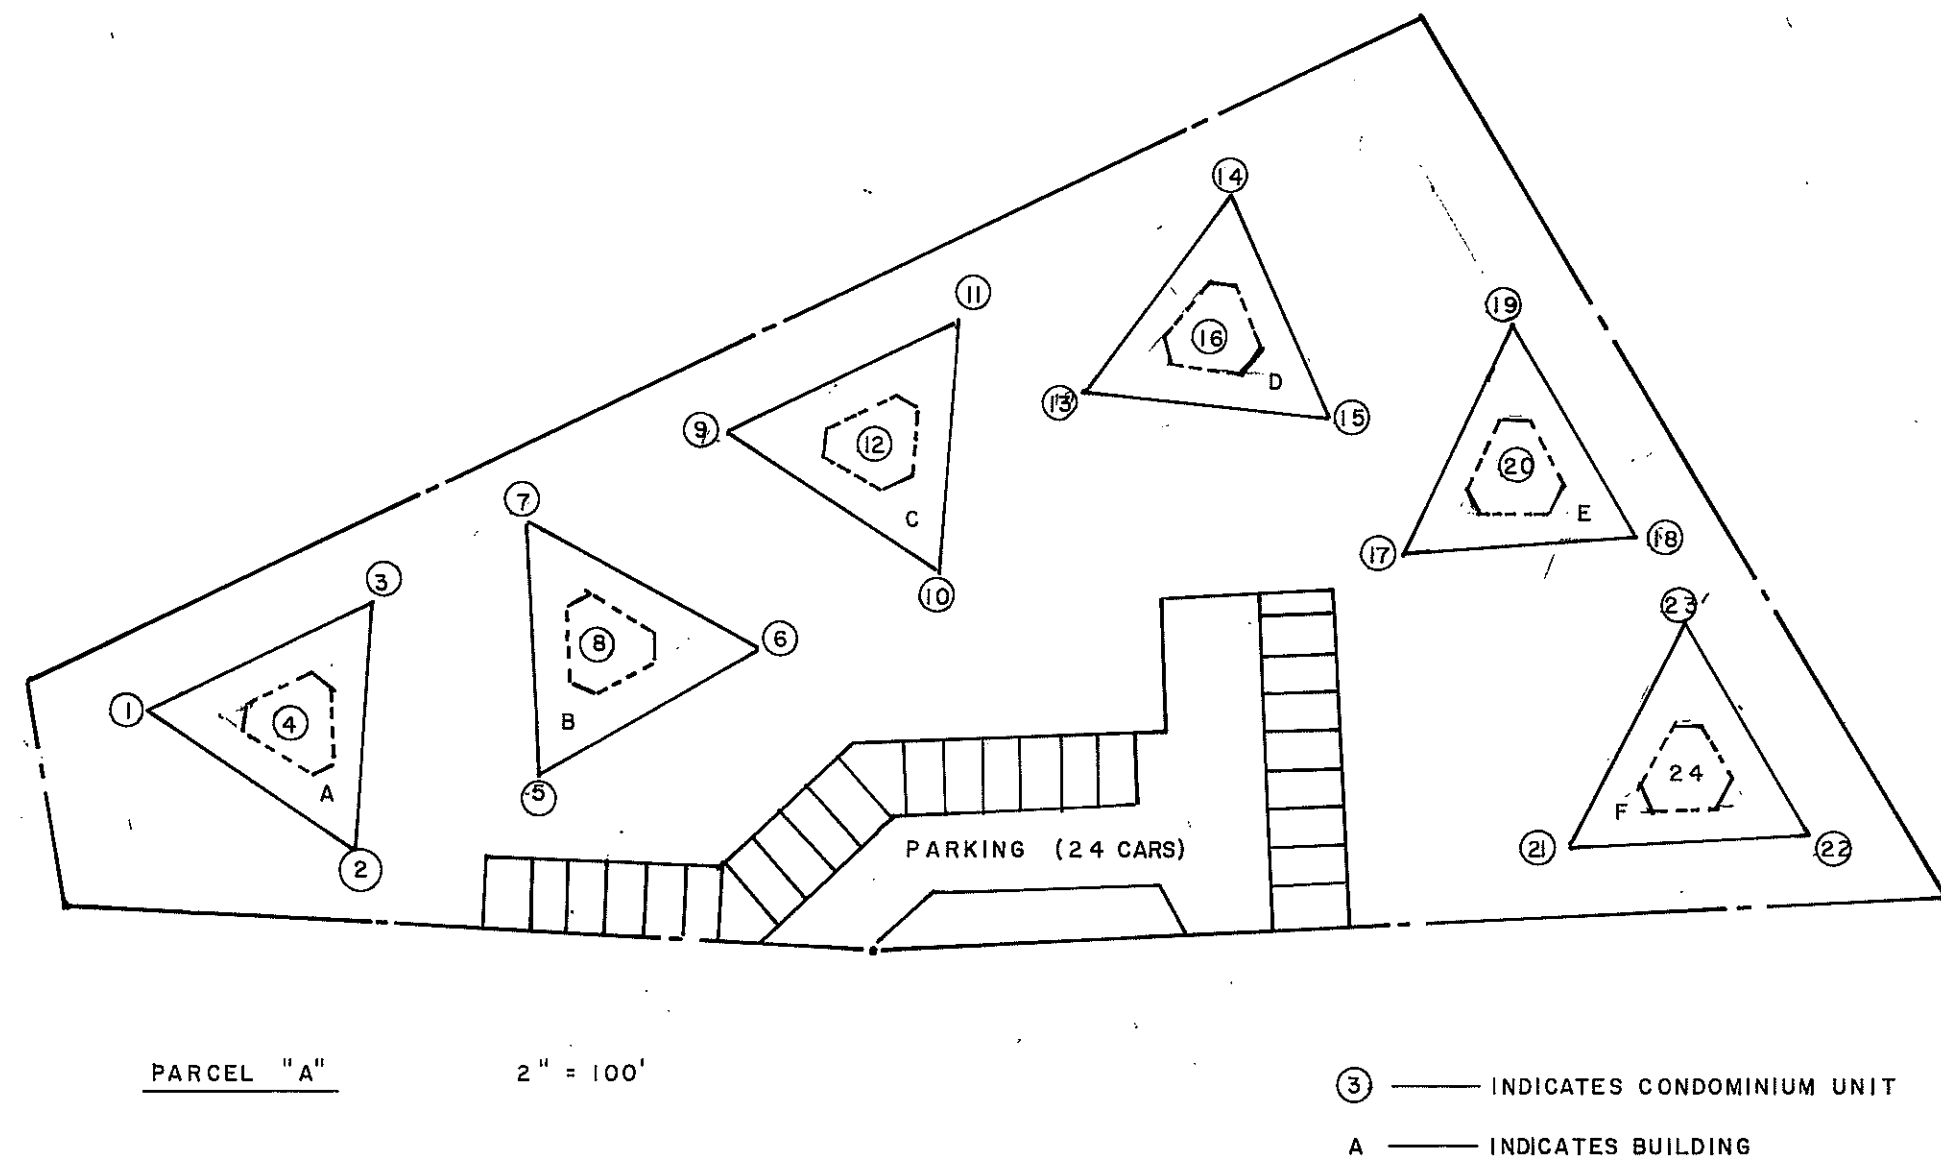 14
11
19
16
13
D
15
9
12
20
7
C
E
17
18
3
10
23
8
6
1
4
B
24
A
5
F
PARKING (24 CARS)
21
22
2
PARCEL "A" 2" = 100'
3 INDICATES CONDOMINIUM UNIT
A INDICATES BUILDING